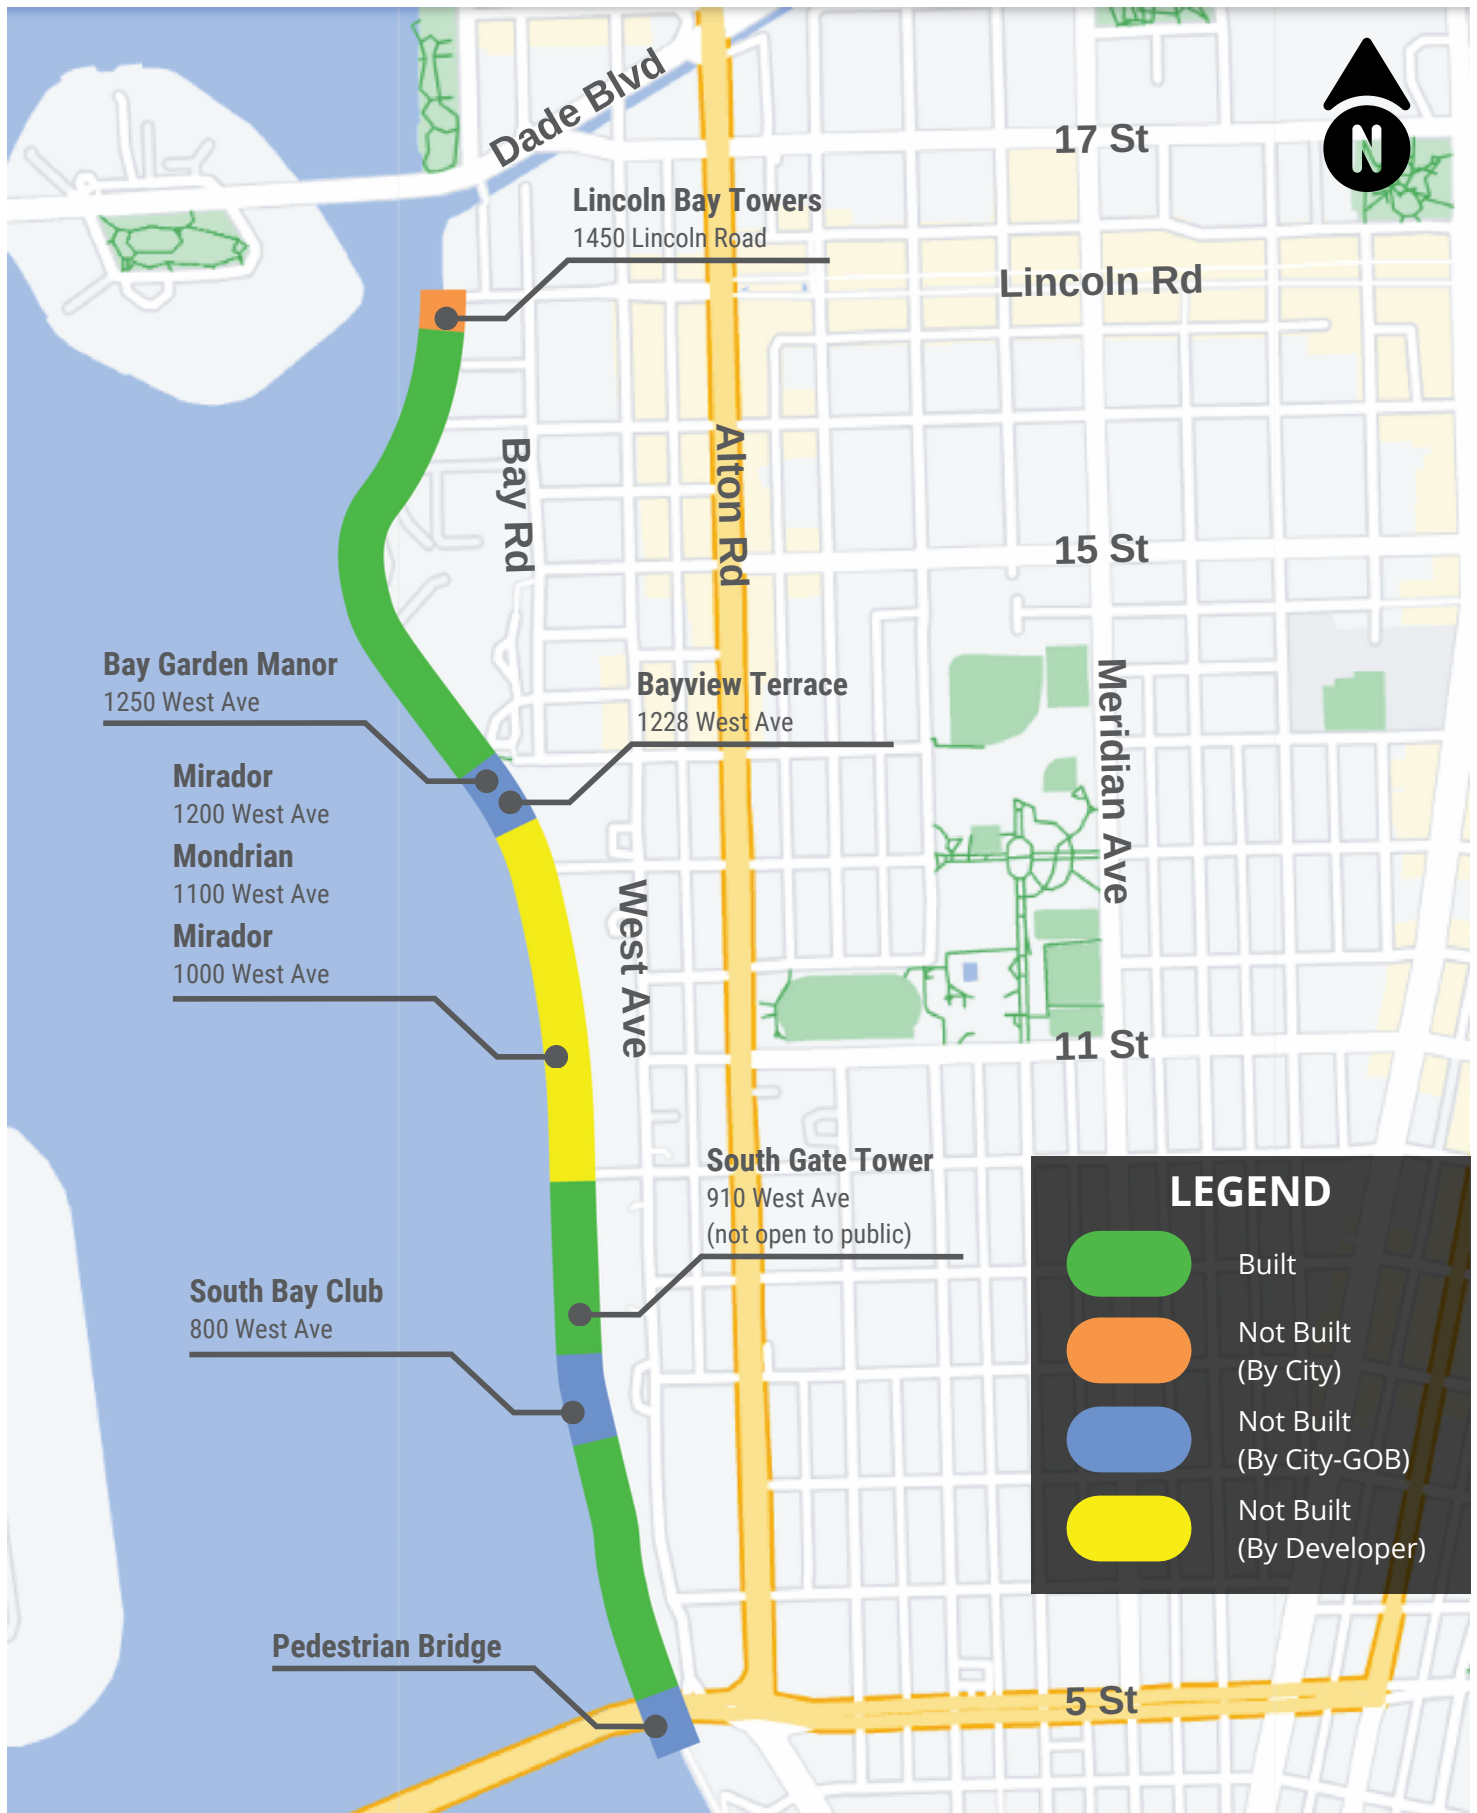 Dade Blvd
17 St
N
Lincoln Bay Towers
1450 Lincoln Road
Lincoln Rd
Bay Rd
Alton Rd
15 St
Bay Garden Manor
1250 West Ave
Bayview Terrace
1228 West Ave
Meridian Ave
Mirador
1200 West Ave
Mondrian
1100 West Ave
Mirador
1000 West Ave
West Ave
11 St
South Gate Tower
910 West Ave
(not open to public)
South Bay Club
800 West Ave
Pedestrian Bridge
5 St
LEGEND
Built
Not Built
(By City)
Not Built
(By City-GOB)
Not Built
(By Developer)